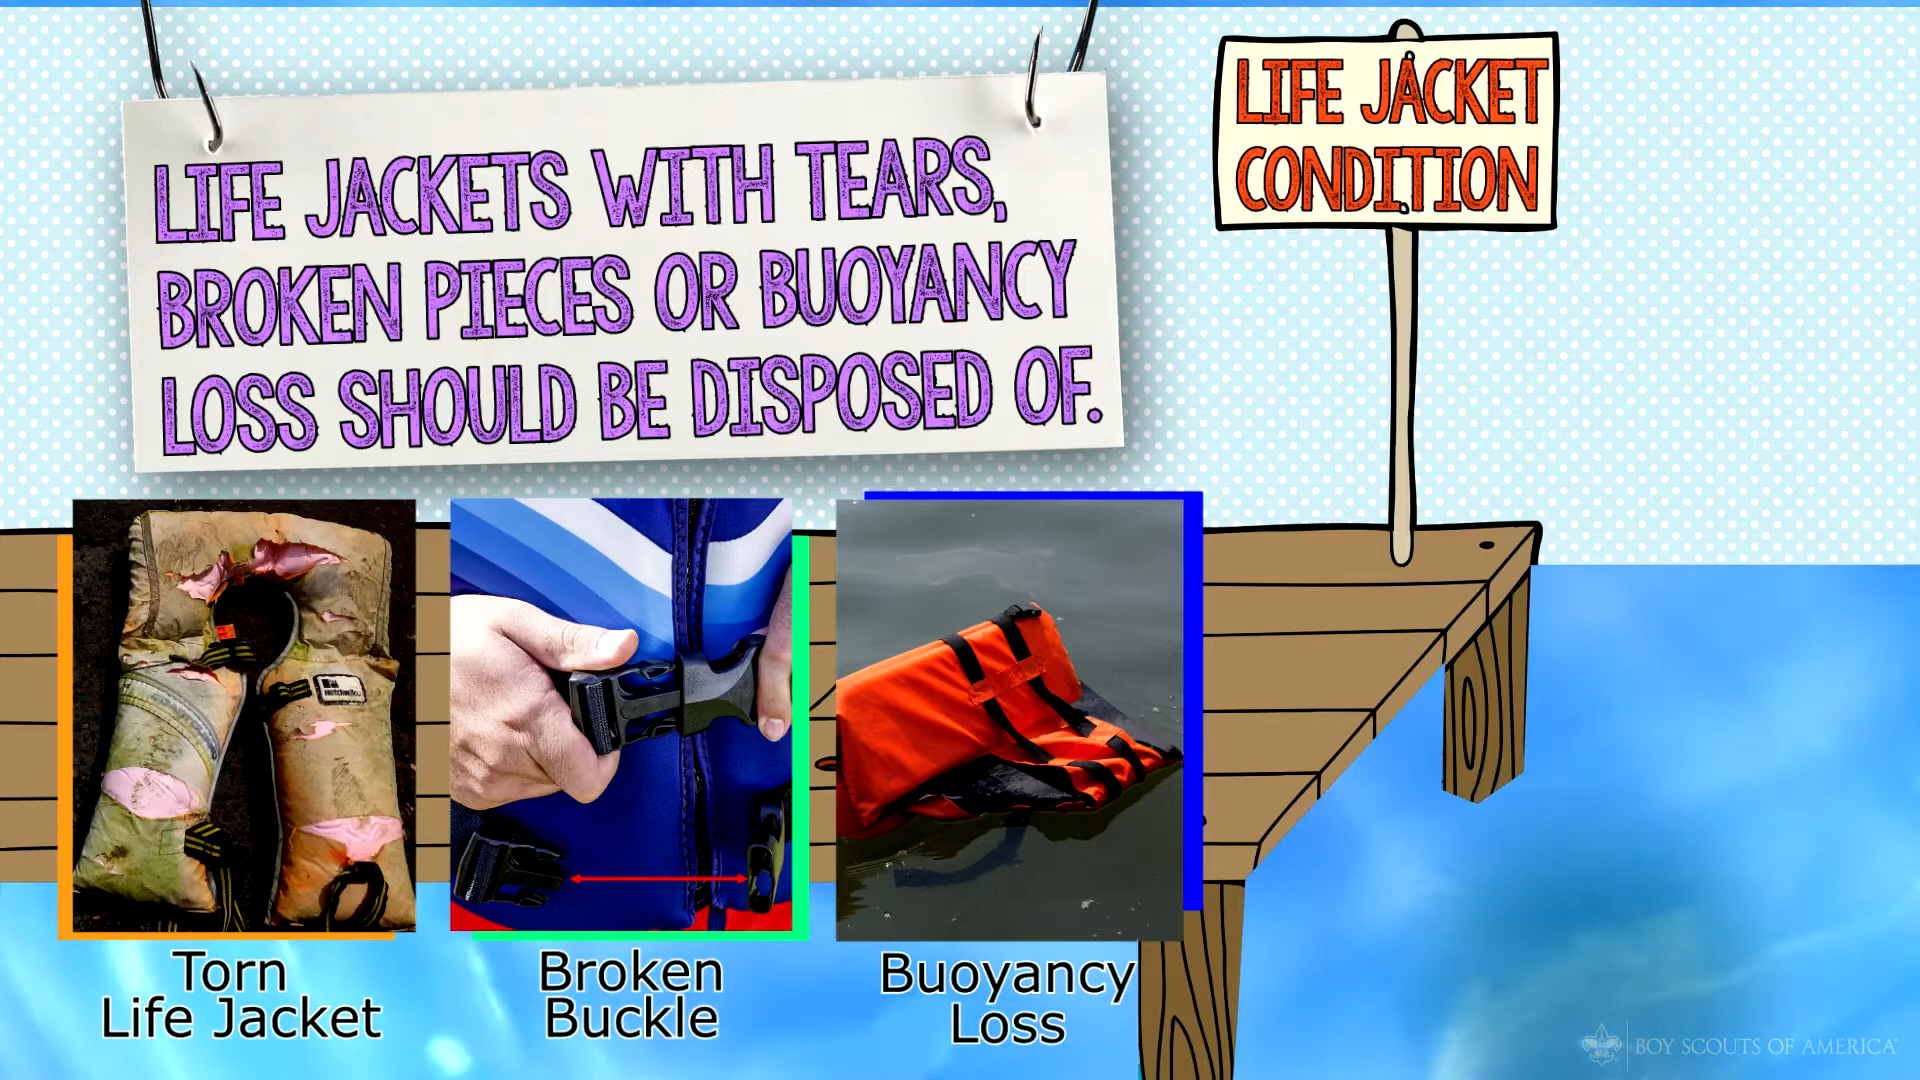 LIFE JACKET
CONDITION
LIFE JACKETS WITH TEARS,
BROKEN PIECES OR BUOYANCY
LOSS SHOULD BE DISPOSED OF.
Hutchwilco
Torn
Life Jacket
Broken
Buckle
Buoyancy
Loss
BOY SCOUTS OF AMERICA